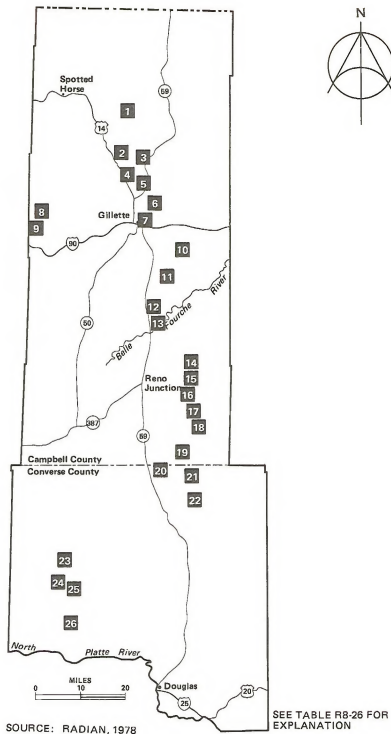 N
Spotted
Horse
59
14
1
2
3
4
5
6
8
Gillette
7
9
90
10
11
12
13
Belle Fourche River
50
14
15
Reno
Junction
16
17
387
18
59
19
Campbell County
Converse County
20
21
22
23
24
25
26
North Platte River
MILES
0 10 20
Douglas
20
25
SOURCE: RADIAN, 1978
SEE TABLE R8-26 FOR
EXPLANATION